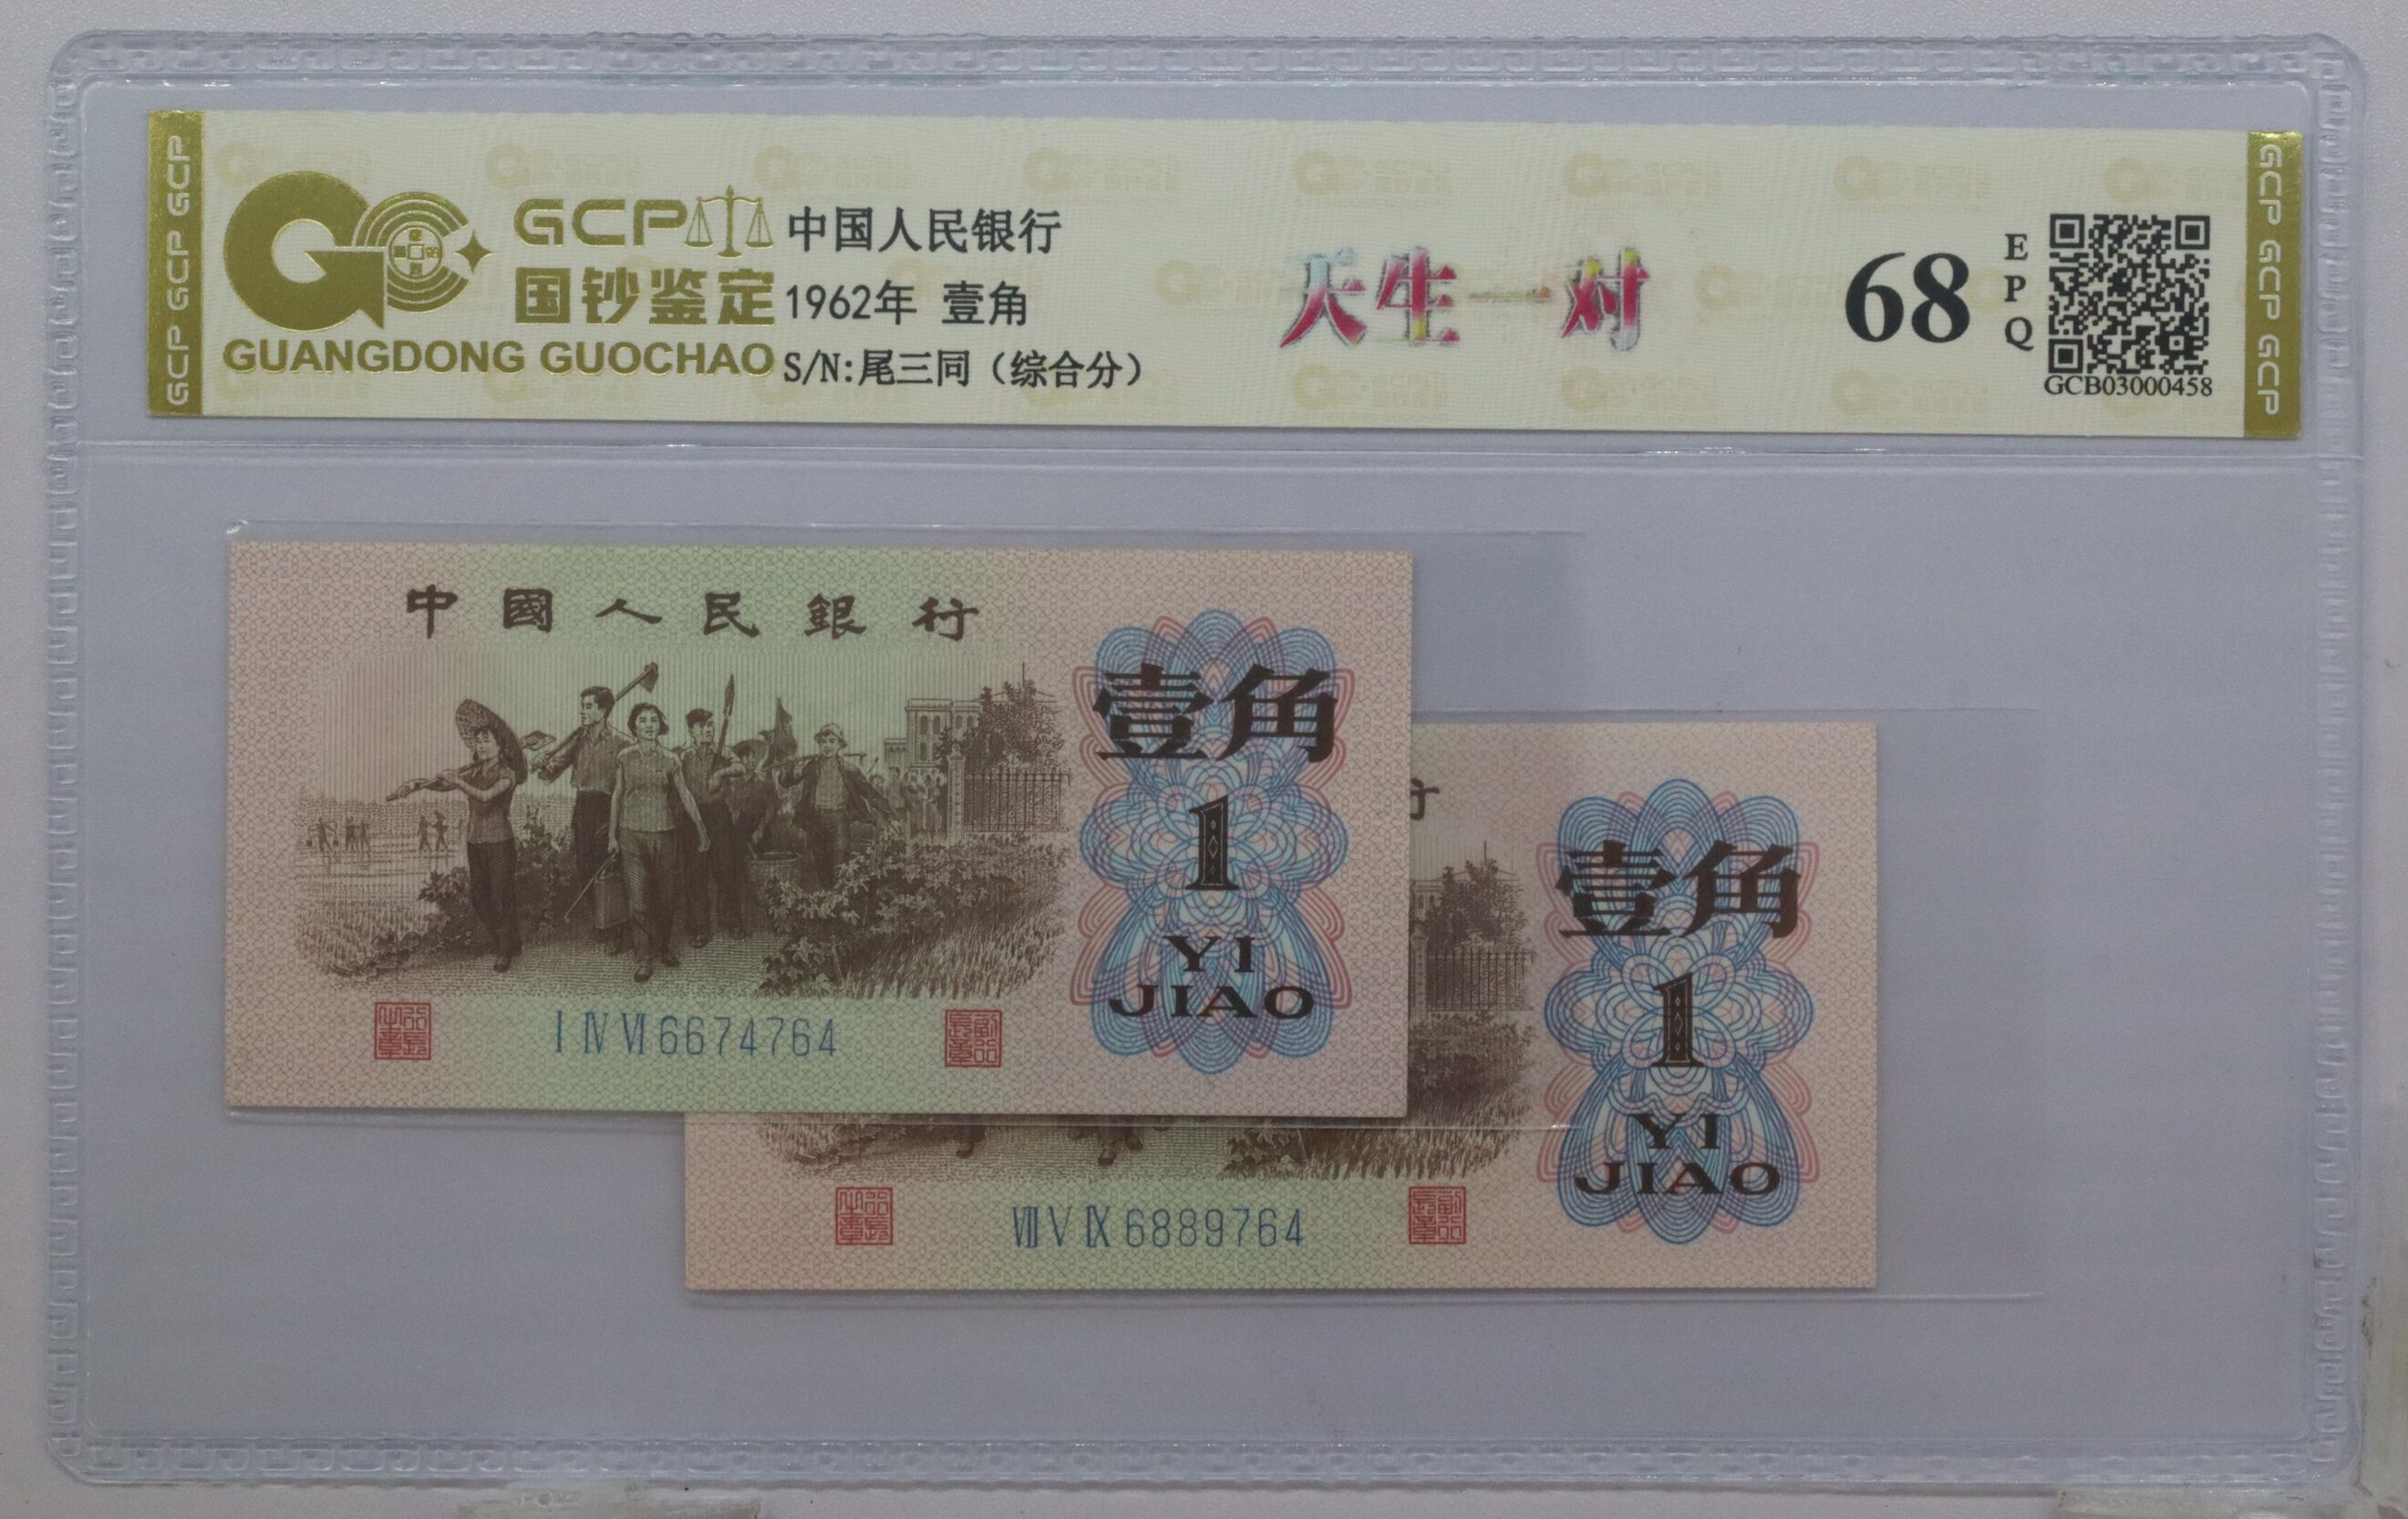 GCP GCP GCP
GCP
国钞鉴定
GUANGDONG GUOCHAO
中国人民银行
1962年 壹角
S/N:尾三同（综合分）
天生一对
68
EPQ
GCB03000458
GCP GCP GCP
中國人民銀行
壹角
1
YI
JIAO
I IV VI 6674764
行
壹角
1
YI
JIAO
VIII V IX 6889764